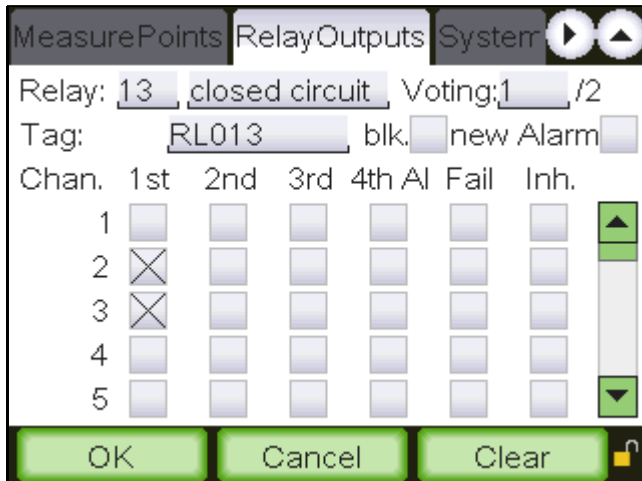 MeasurePoints RelayOutputs System
Relay: 13 closed circuit Voting:1 /2
Tag: RL013 blk. new Alarm
Chan. 1st 2nd 3rd 4th Al Fail Inh.
1
2
3
4
5
OK Cancel Clear